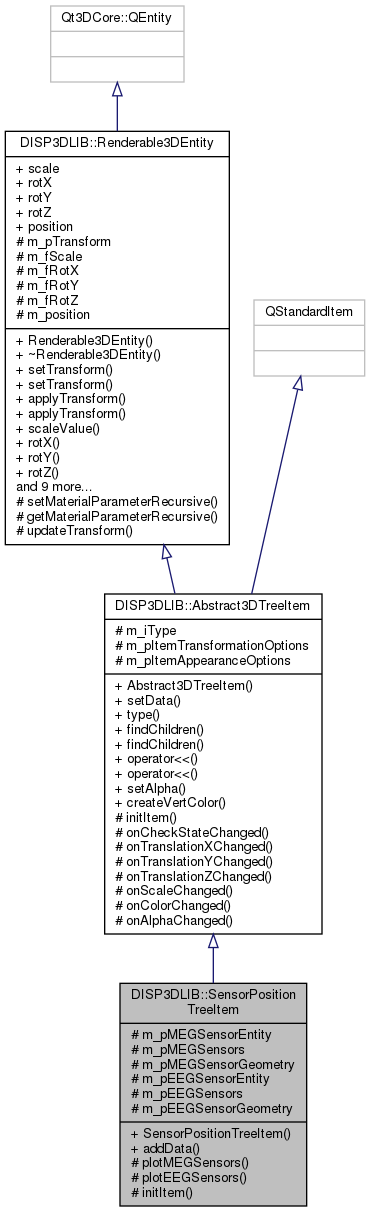 Qt3DCore::QEntity
DISP3DLIB::Renderable3DEntity
+ scale
+ rotX
+ rotY
+ rotZ
+ position
# m_pTransform
# m_fScale
# m_fRotX
# m_fRotY
# m_fRotZ
# m_position
+ Renderable3DEntity()
+ ~Renderable3DEntity()
+ setTransform()
+ setTransform()
+ applyTransform()
+ applyTransform()
+ scaleValue()
+ rotX()
+ rotY()
+ rotZ()
and 9 more...
# setMaterialParameterRecursive()
# getMaterialParameterRecursive()
# updateTransform()
QStandardItem
DISP3DLIB::Abstract3DTreeItem
# m_iType
# m_pItemTransformationOptions
# m_pItemAppearanceOptions
+ Abstract3DTreeItem()
+ setData()
+ type()
+ findChildren()
+ findChildren()
+ operator<<()
+ operator<<()
+ setAlpha()
+ createVertColor()
# initItem()
# onCheckStateChanged()
# onTranslationXChanged()
# onTranslationYChanged()
# onTranslationZChanged()
# onScaleChanged()
# onColorChanged()
# onAlphaChanged()
DISP3DLIB::SensorPosition
TreeItem
# m_pMEGSensorEntity
# m_pMEGSensors
# m_pMEGSensorGeometry
# m_pEEGSensorEntity
# m_pEEGSensors
# m_pEEGSensorGeometry
+ SensorPositionTreeItem()
+ addData()
# plotMEGSensors()
# plotEEGSensors()
# initItem()